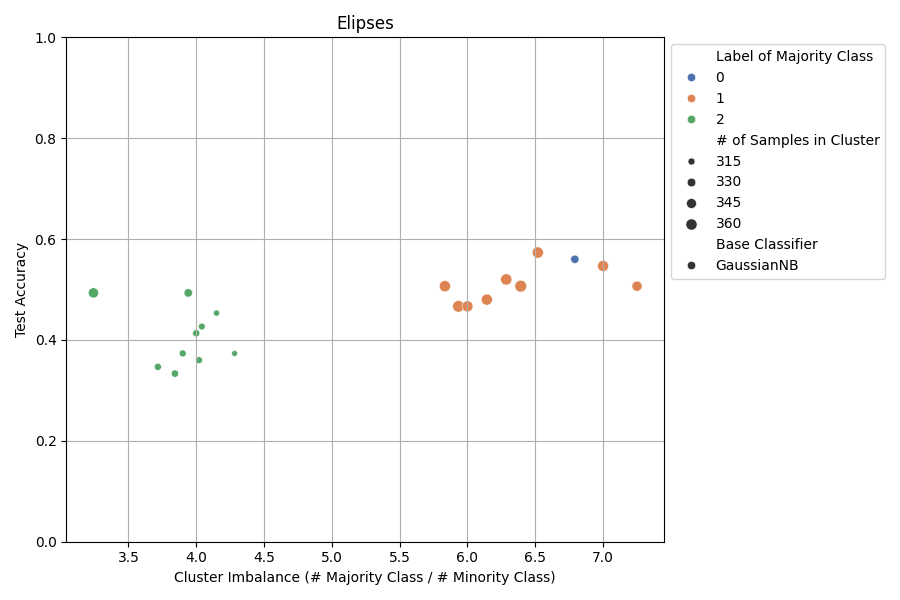 Elipses
1.0
0.8
0.6
0.4
0.2
0.0
Test Accuracy
3.5 4.0 4.5 5.0 5.5 6.0 6.5 7.0
Cluster Imbalance (# Majority Class / # Minority Class)
Label of Majority Class
0
1
2
# of Samples in Cluster
315
330
345
360
Base Classifier
GaussianNB